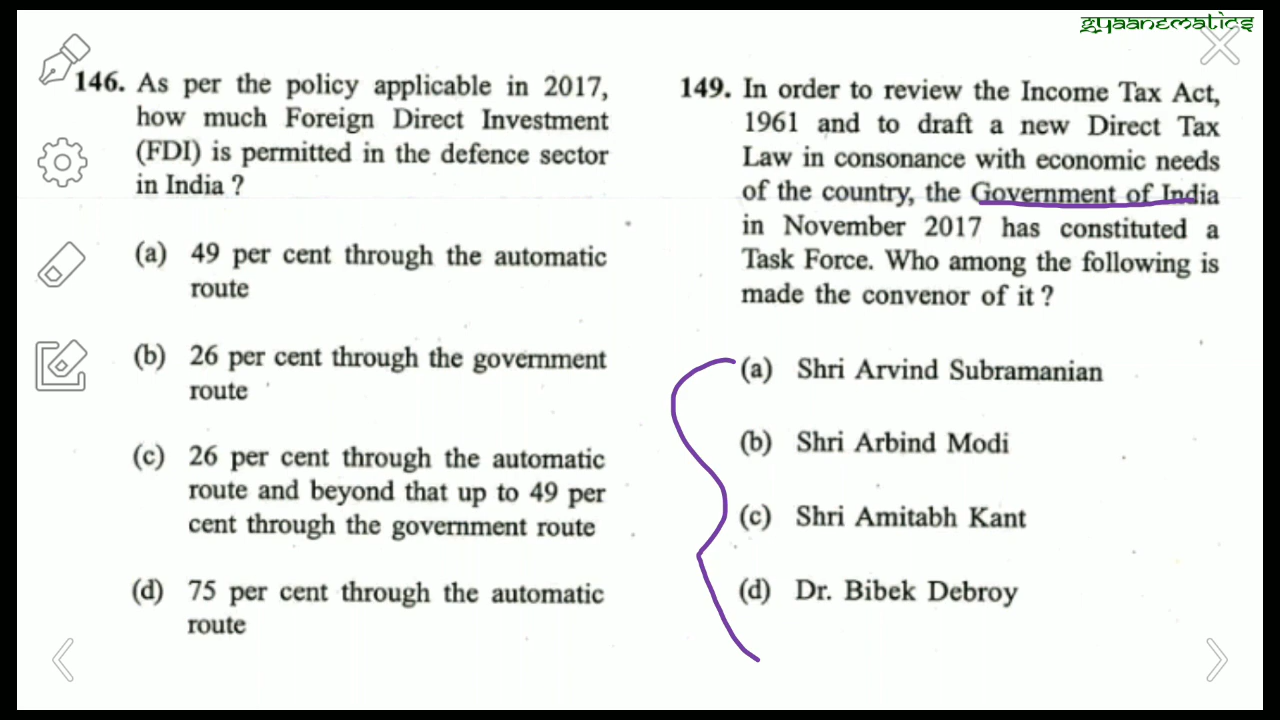 gyaanematics
146. As per the policy applicable in 2017,
how much Foreign Direct Investment
(FDI) is permitted in the defence sector
in India ?
(a) 49 per cent through the automatic
route
(b) 26 per cent through the government
route
(c) 26 per cent through the automatic
route and beyond that up to 49 per
cent through the government route
(d) 75 per cent through the automatic
route
149. In order to review the Income Tax Act,
1961 and to draft a new Direct Tax
Law in consonance with economic needs
of the country, the Government of India
in November 2017 has constituted a
Task Force. Who among the following is
made the convenor of it ?
(a) Shri Arvind Subramanian
(b) Shri Arbind Modi
(c) Shri Amitabh Kant
(d) Dr. Bibek Debroy